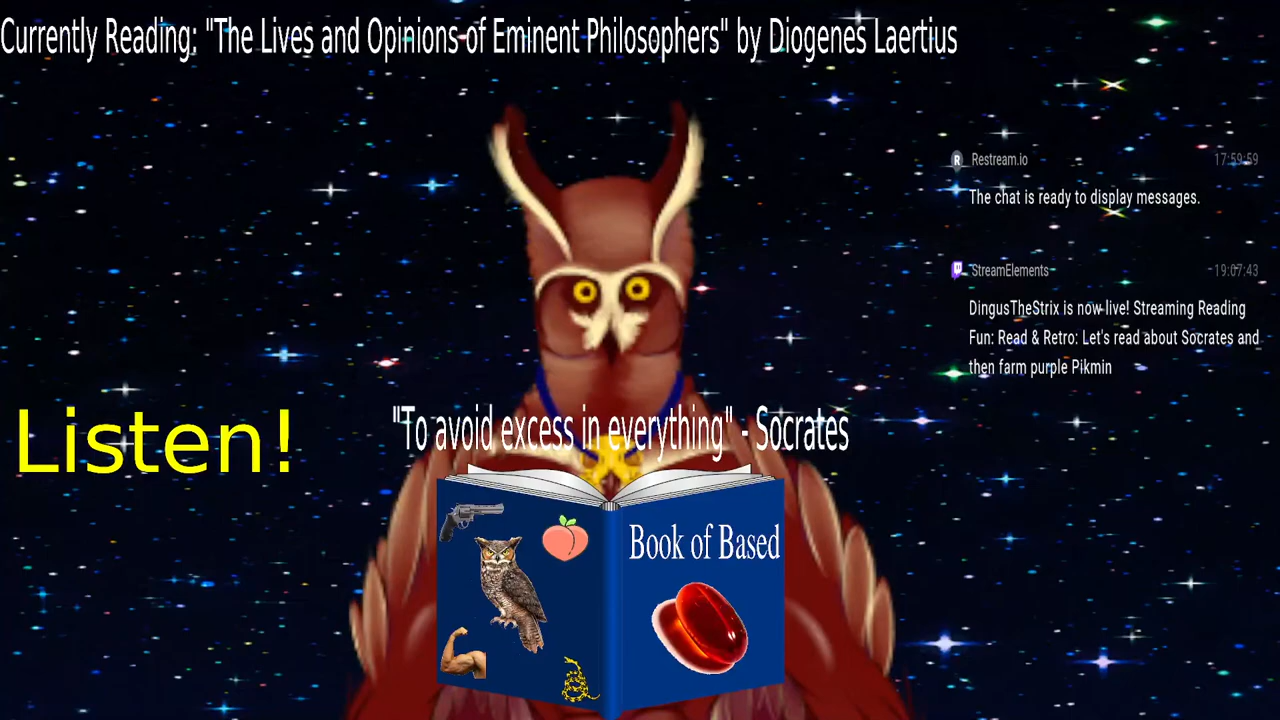 Currently Reading: "The Lives and Opinions of Eminent Philosophers" by Diogenes Laertius
R Restream.io 17:59:59
The chat is ready to display messages.
StreamElements 19:07:43
DingusTheStrix is now live! Streaming Reading
Fun: Read & Retro: Let's read about Socrates and
then farm purple Pikmin
Listen!
"To avoid excess in everything" - Socrates
Book of Based